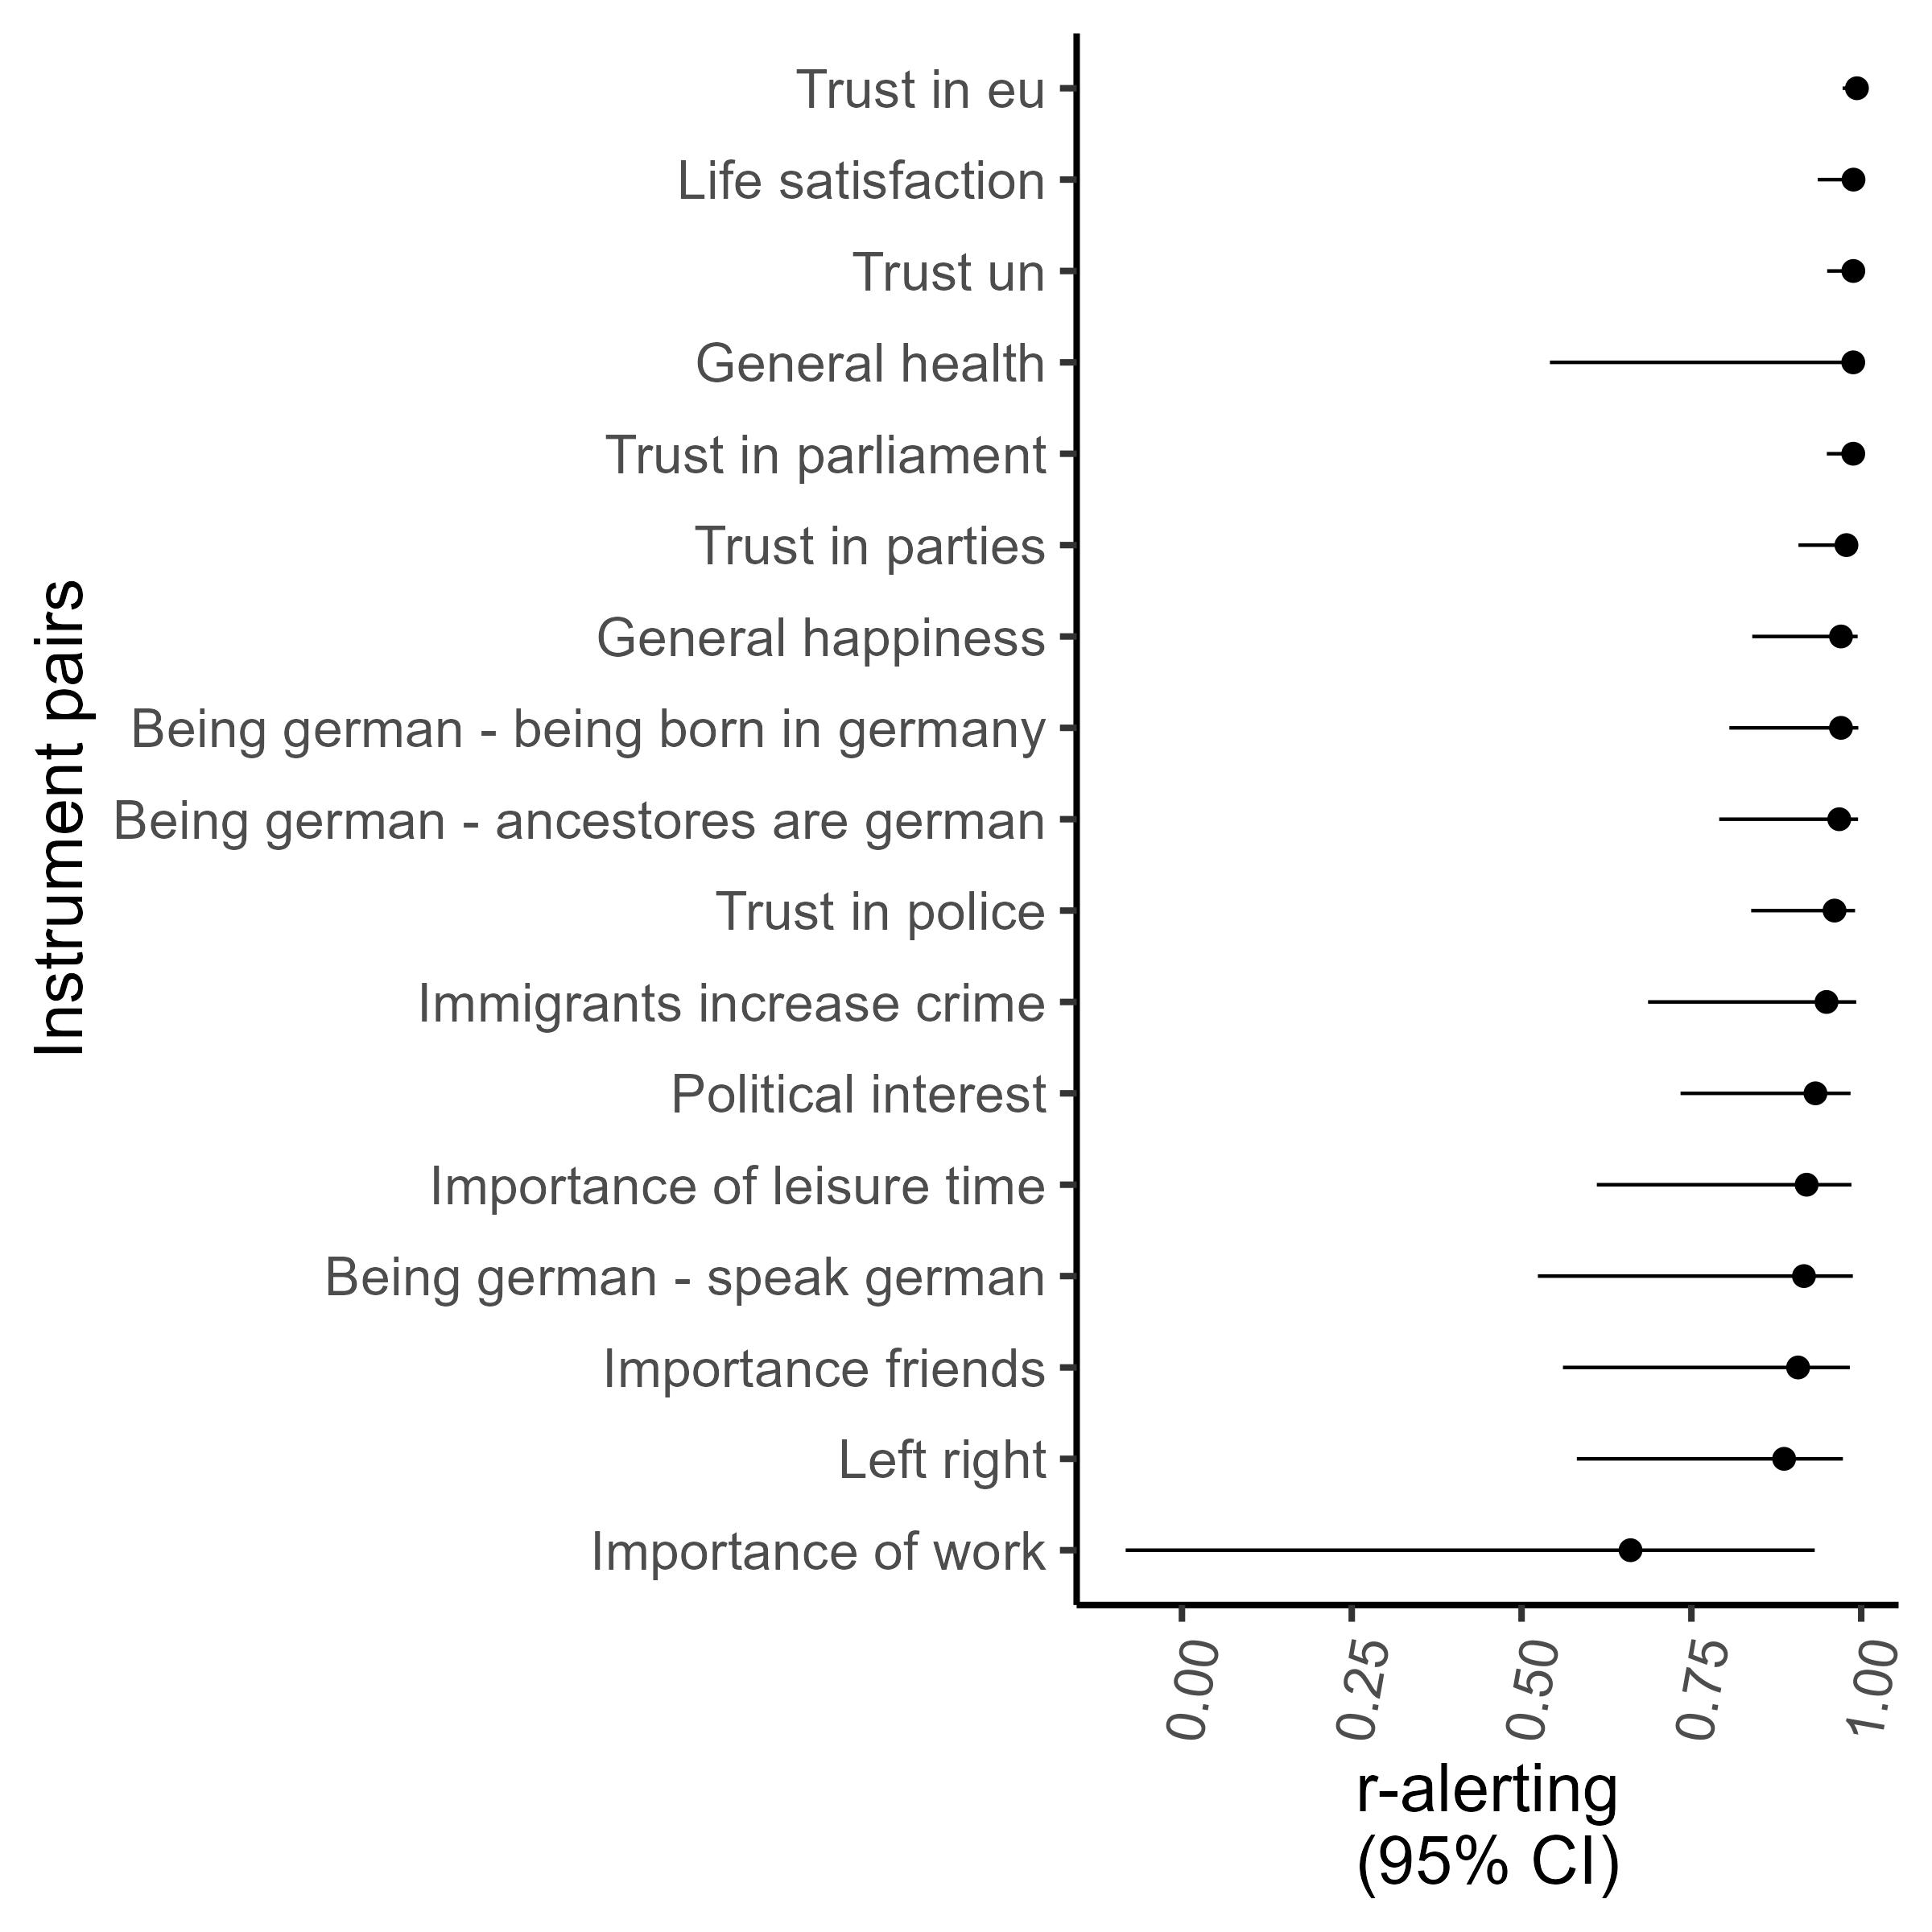 Instrument pairs
Trust in eu
Life satisfaction
Trust un
General health
Trust in parliament
Trust in parties
General happiness
Being german - being born in germany
Being german - ancestores are german
Trust in police
Immigrants increase crime
Political interest
Importance of leisure time
Being german - speak german
Importance friends
Left right
Importance of work
0.00
0.25
0.50
0.75
1.00
r-alerting
(95% CI)